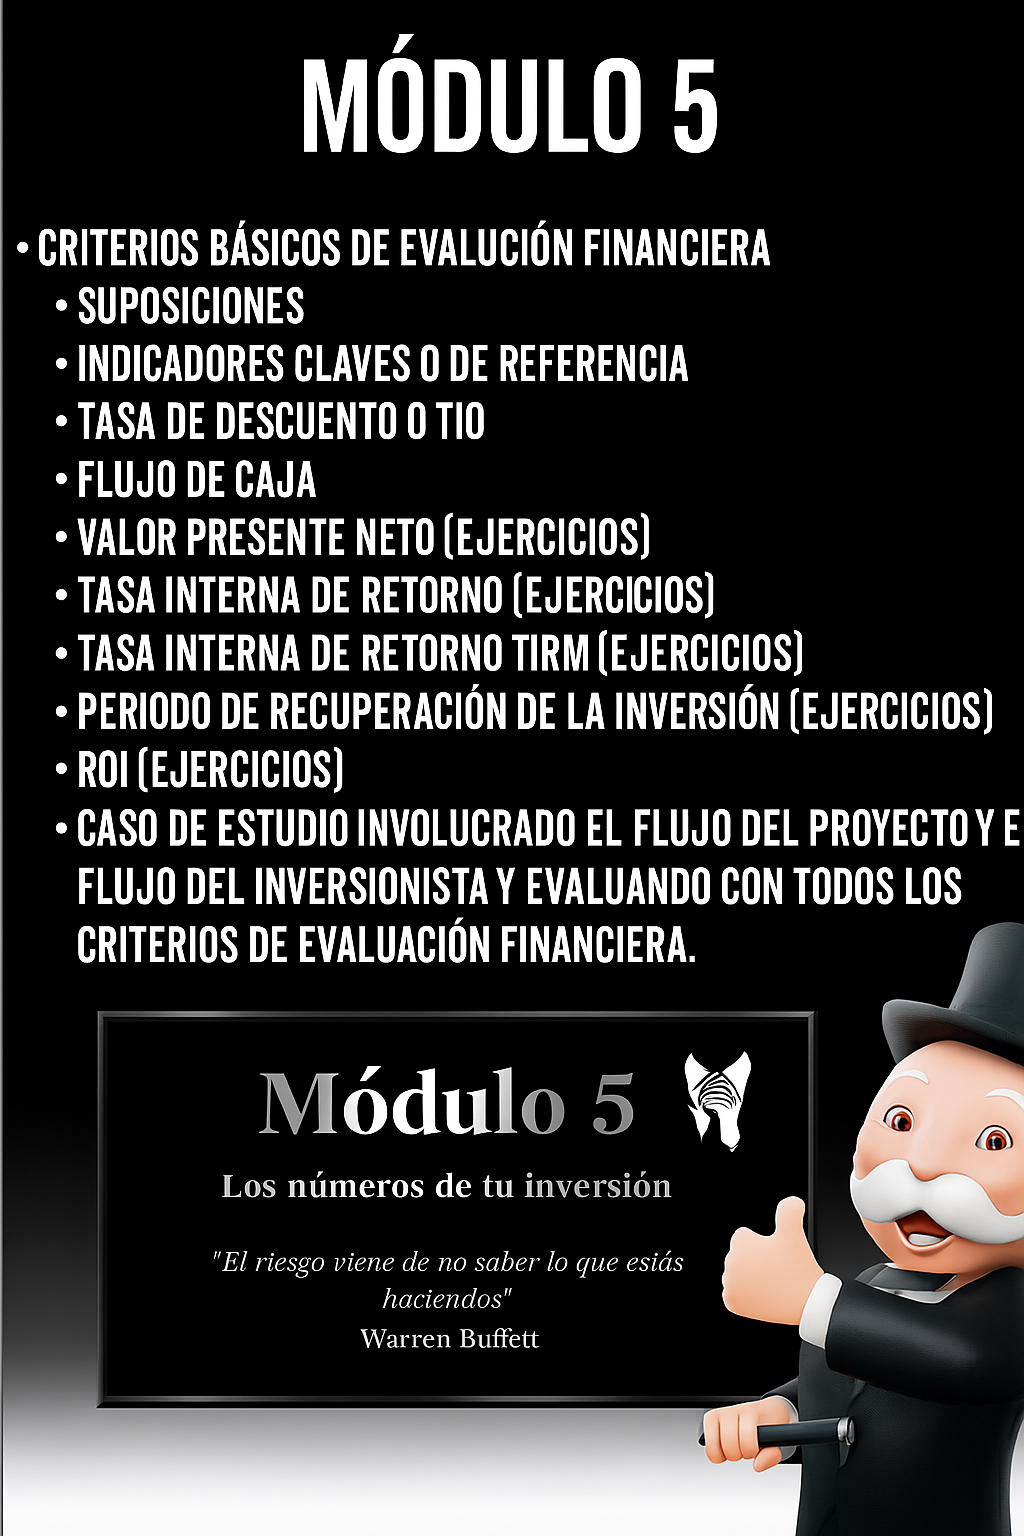 MÓDULO 5
• CRITERIOS BÁSICOS DE EVALUCIÓN FINANCIERA
• SUPOSICIONES
• INDICADORES CLAVES O DE REFERENCIA
• TASA DE DESCUENTO O TIO
• FLUJO DE CAJA
• VALOR PRESENTE NETO (EJERCICIOS)
• TASA INTERNA DE RETORNO (EJERCICIOS)
• TASA INTERNA DE RETORNO TIRM (EJERCICIOS)
• PERIODO DE RECUPERACIÓN DE LA INVERSIÓN (EJERCICIOS)
• ROI (EJERCICIOS)
• CASO DE ESTUDIO INVOLUCRADO EL FLUJO DEL PROYECTO Y E
FLUJO DEL INVERSIONISTA Y EVALUANDO CON TODOS LOS
CRITERIOS DE EVALUACIÓN FINANCIERA.
Módulo 5
Los números de tu inversión
"El riesgo viene de no saber lo que esiás
haciendos"
Warren Buffett